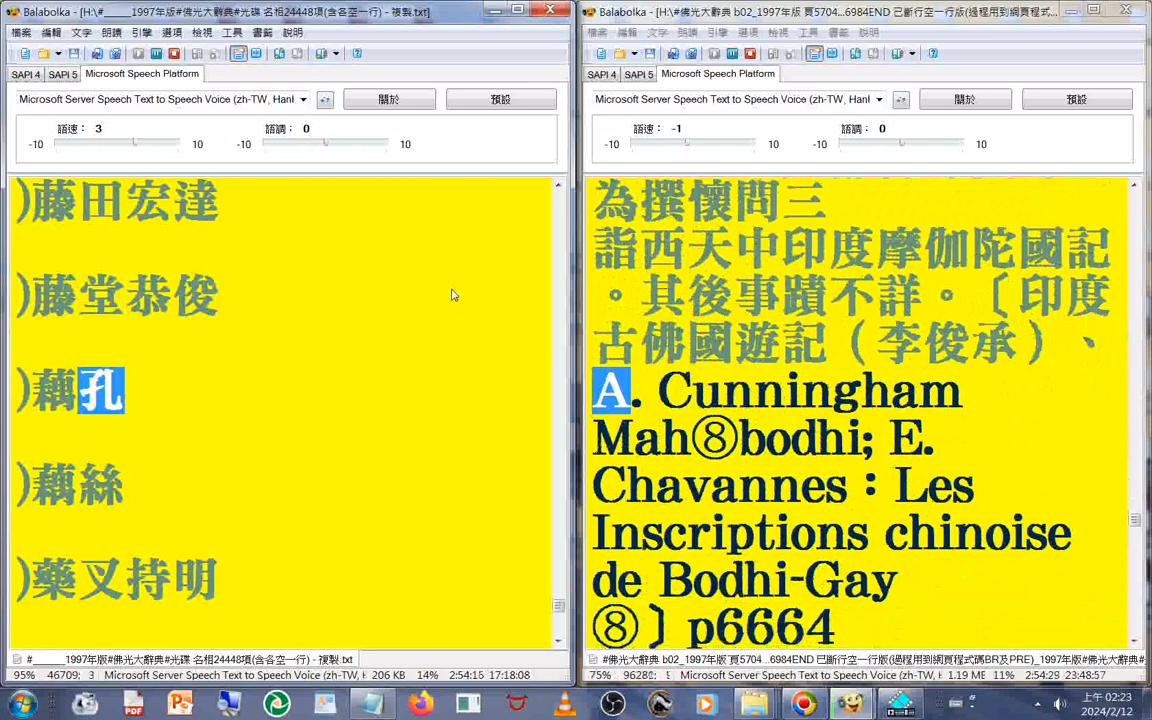 Balabolka - [H:\#_____1997年版#佛光大辭典#光碟 名相24448項(含各空一行) - 複製.txt]
檔案 編輯 文字 朗讀 引擎 選項 檢視 工具 書籤 說明
SAPI 4 SAPI 5 Microsoft Speech Platform
Microsoft Server Speech Text to Speech Voice (zh-TW, Hanl
關於
預設
語速： 3
語調： 0
-10 10 -10 10
)藤田宏達
)藤堂恭俊
)藕孔
)藕絲
)藥叉持明
#_____1997年版#佛光大辭典#光碟 名相24448項(含各空一行) - 複製.txt
95% 46709; 3 Microsoft Server Speech Text to Speech Voice (zh-TW, H 206 KB 14% 2:54:15 17:18:08
Balabolka - [H:\#佛光大辭典 b02_1997年版 頁5704...6984END 已斷行空一行版(過程用到網頁程式...
檔案 編輯 文字 朗讀 引擎 選項 檢視 工具 書籤 說明
SAPI 4 SAPI 5 Microsoft Speech Platform
Microsoft Server Speech Text to Speech Voice (zh-TW, Hanl
關於
預設
語速： -1
語調： 0
-10 10 -10 10
為撰懷問三
詣西天中印度摩伽陀國記
。其後事蹟不詳。〔印度
古佛國遊記（李俊承）、
A. Cunningham
Mah⑧bodhi; E.
Chavannes：Les
Inscriptions chinoise
de Bodhi-Gay
⑧〕p6664
#佛光大辭典 b02_1997年版 頁5704...6984END 已斷行空一行版(過程用到網頁程式碼BR及PRE)_1997年版#
75% 96280: Microsoft Server Speech Text to Speech Voice (zh-TW, H 1.19 ME 11% 2:54:29 23:48:57
上午 02:23
2024/2/12